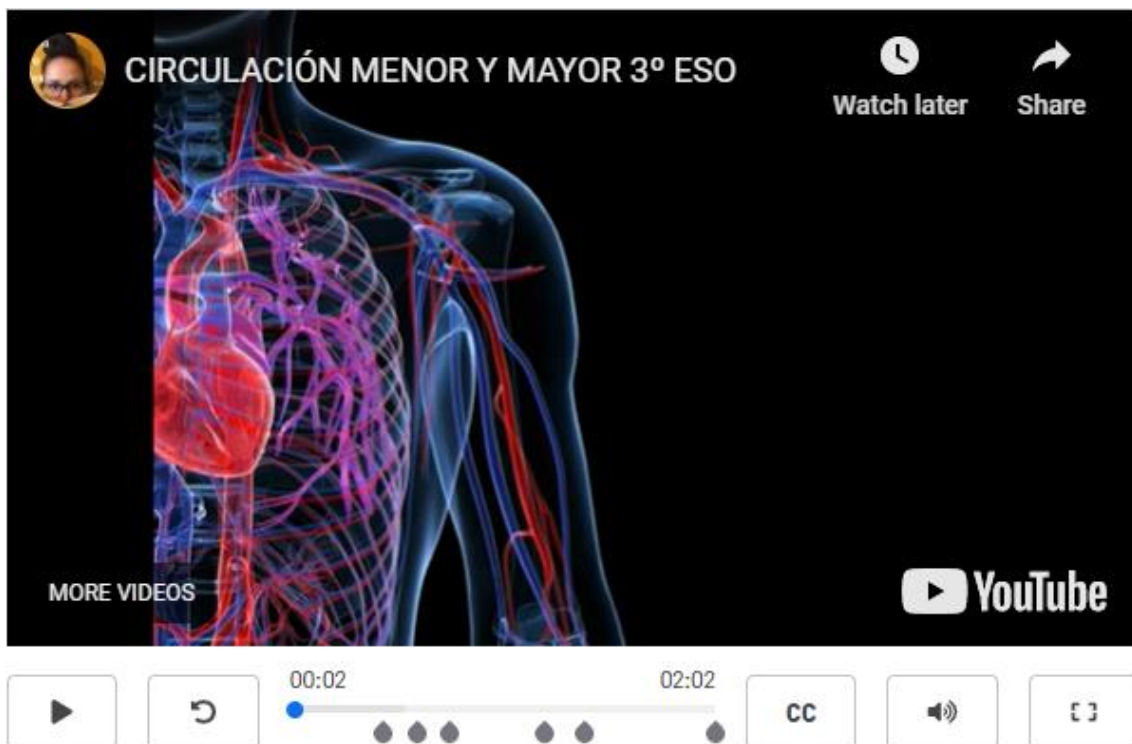 CIRCULACIÓN MENOR Y MAYOR 3º ESO
Watch later
Share
MORE VIDEOS
YouTube
00:02
02:02
CC